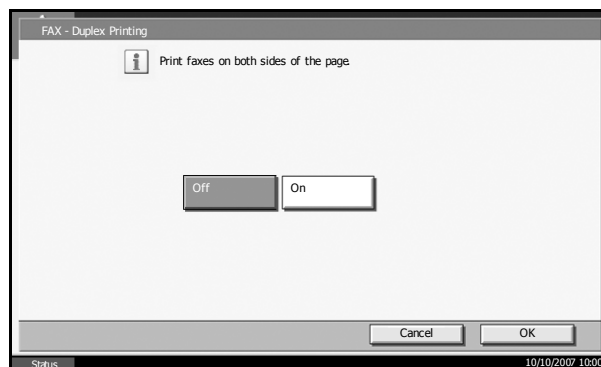 FAX - Duplex Printing
i Print faxes on both sides of the page.
Off On
Cancel OK
Status 10/10/2007 10:00